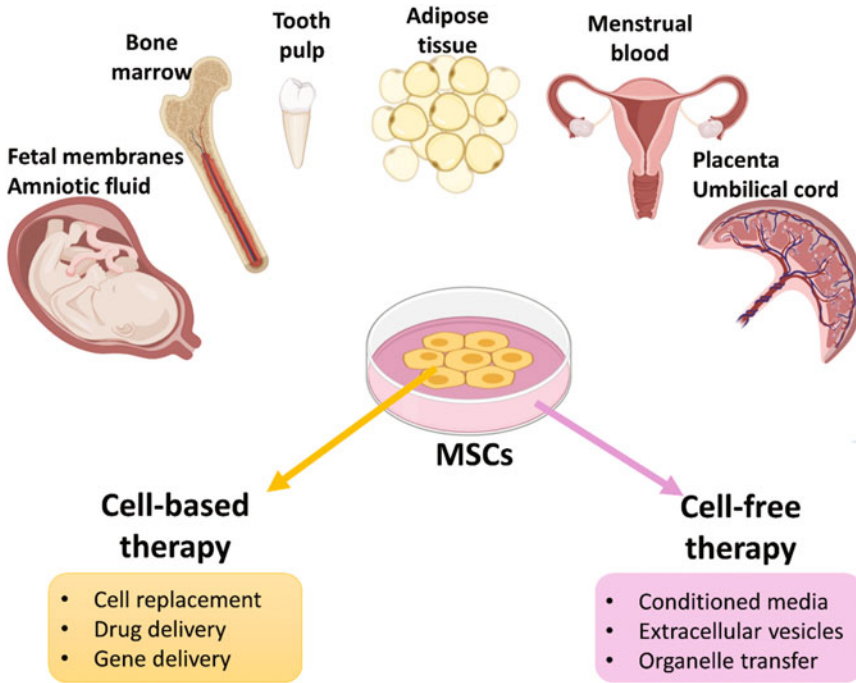 Fetal membranes
Amniotic fluid
Bone
marrow
Tooth
pulp
Adipose
tissue
Menstrual
blood
Placenta
Umbilical cord
MSCs
Cell-based
therapy
• Cell replacement
• Drug delivery
• Gene delivery
Cell-free
therapy
• Conditioned media
• Extracellular vesicles
• Organelle transfer